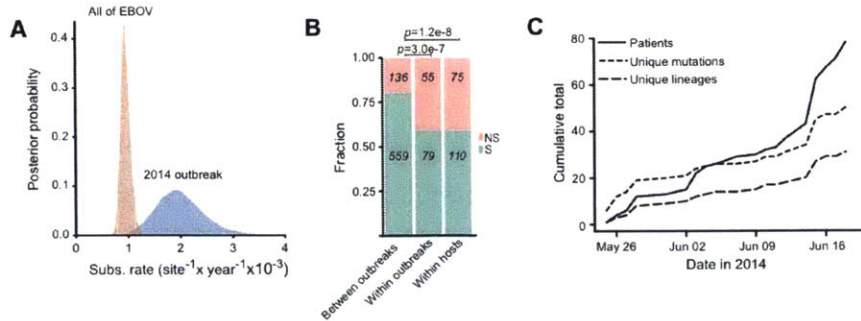 A
All of EBOV
0.4
0.3
0.2
0.1
0.0
Posterior probability
2014 outbreak
0 1 2 3 4
Subs. rate (site⁻¹x year⁻¹x10⁻³)
B
p=1.2e-8
p=3.0e-7
1.00
0.75
0.50
0.25
Fraction
136 55 75
559 79 110
NS
S
Between outbreaks
Within outbreaks
Within hosts
C
80
60
40
20
0
Cumulative total
Patients
Unique mutations
Unique lineages
May 26 Jun 02 Jun 09 Jun 16
Date in 2014